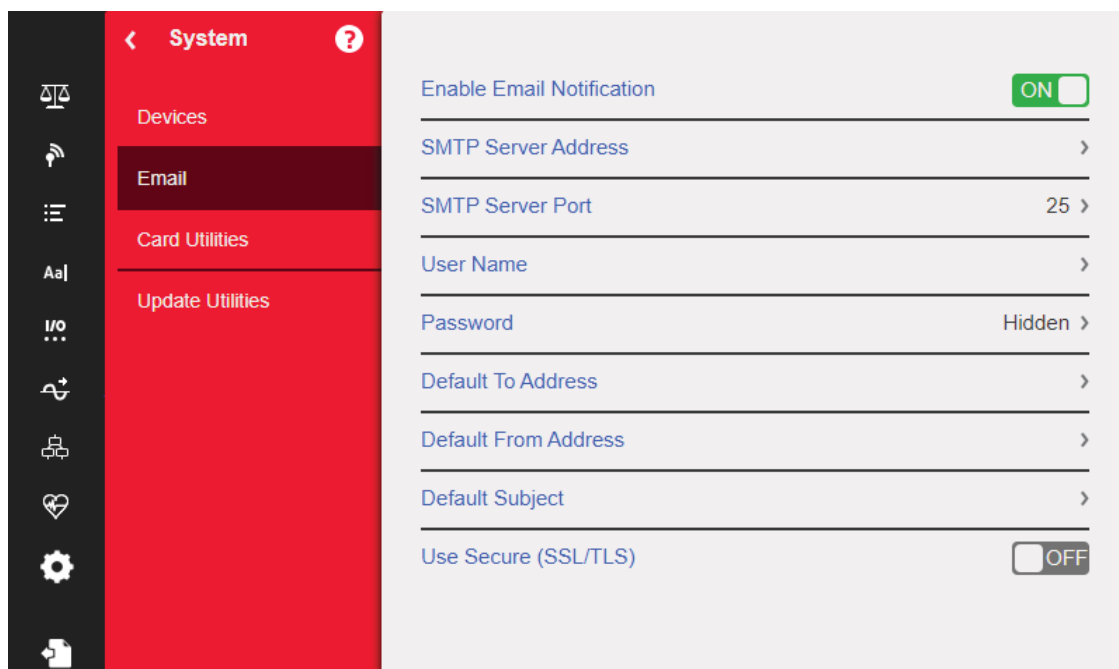 System
?
Devices
Email
Card Utilities
Update Utilities
Aa
I/O
Enable Email Notification ON
SMTP Server Address
SMTP Server Port 25
User Name
Password Hidden
Default To Address
Default From Address
Default Subject
Use Secure (SSL/TLS) OFF